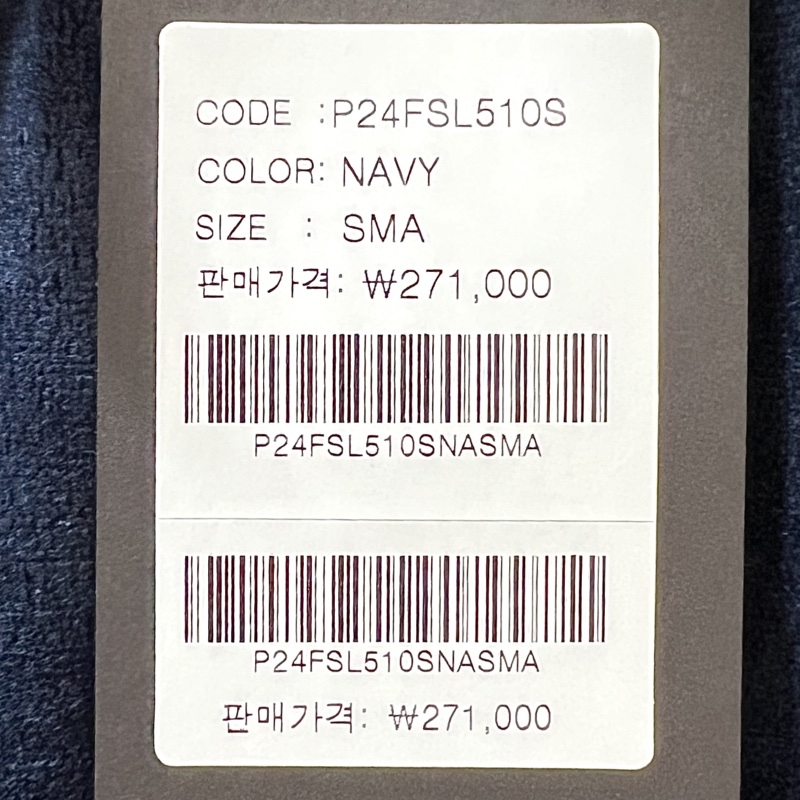 CODE :P24FSL510S
COLOR: NAVY
SIZE : SMA
판매가격: ₩271,000
P24FSL510SNASMA
P24FSL510SNASMA
판매가격: ₩271,000